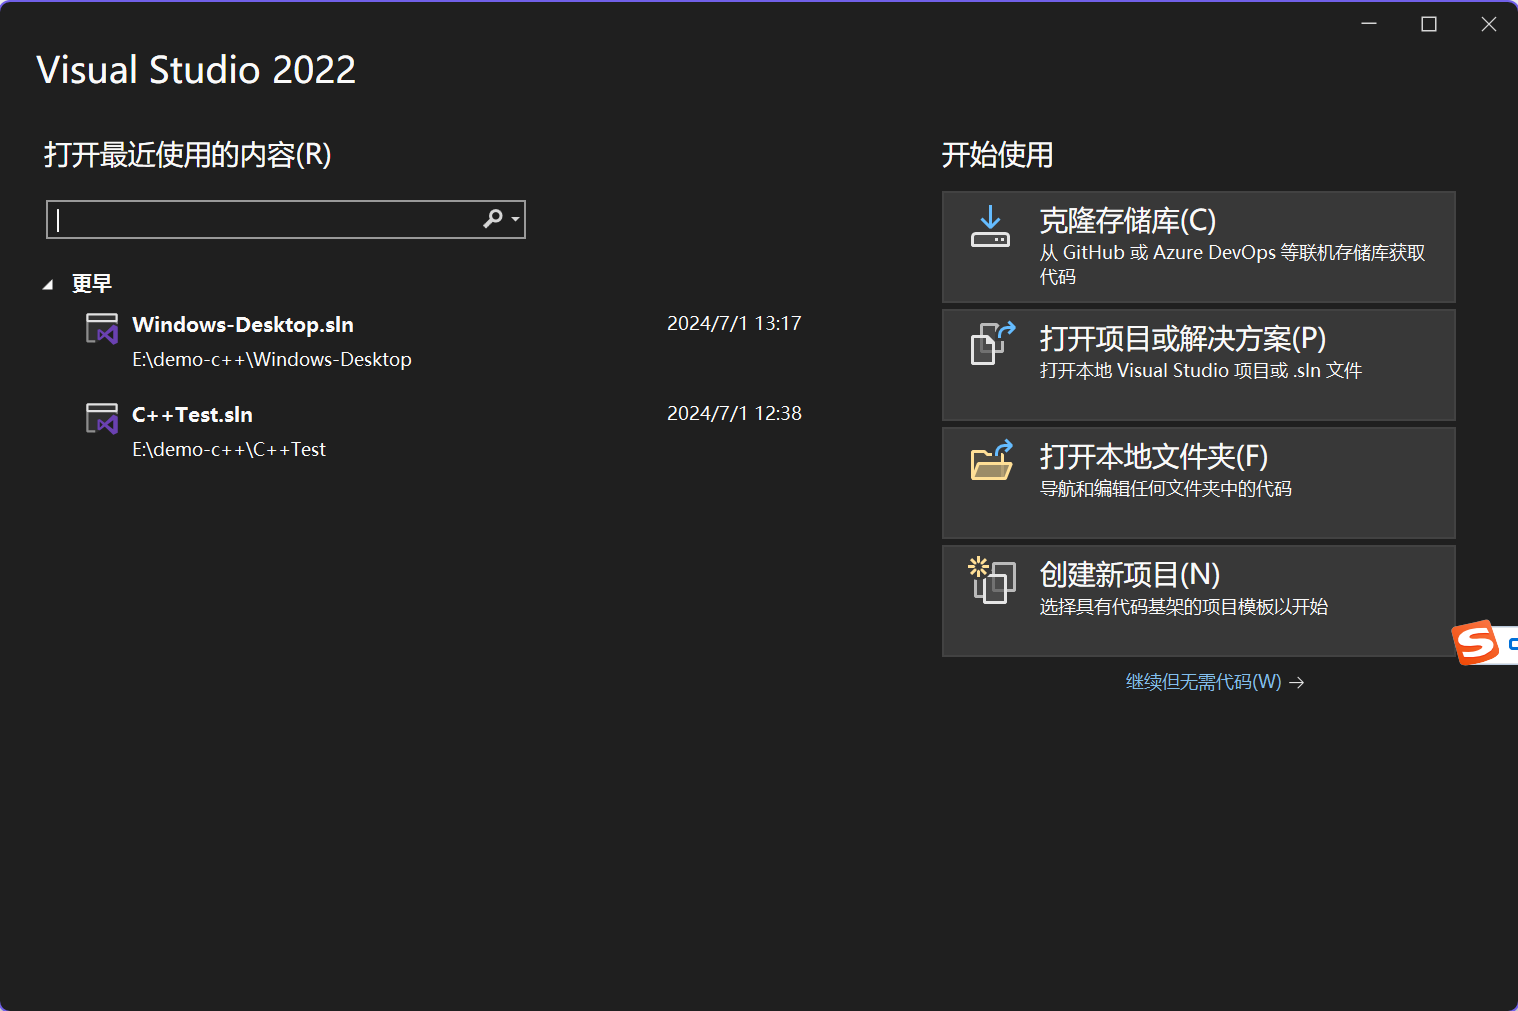 Visual Studio 2022
打开最近使用的内容(R)
更早
Windows-Desktop.sln
2024/7/1 13:17
E:\demo-c++\Windows-Desktop
C++Test.sln
2024/7/1 12:38
E:\demo-c++\C++Test
开始使用
克隆存储库(C)
从 GitHub 或 Azure DevOps 等联机存储库获取
代码
打开项目或解决方案(P)
打开本地 Visual Studio 项目或 .sln 文件
打开本地文件夹(F)
导航和编辑任何文件夹中的代码
创建新项目(N)
选择具有代码基架的项目模板以开始
继续但无需代码(W) →